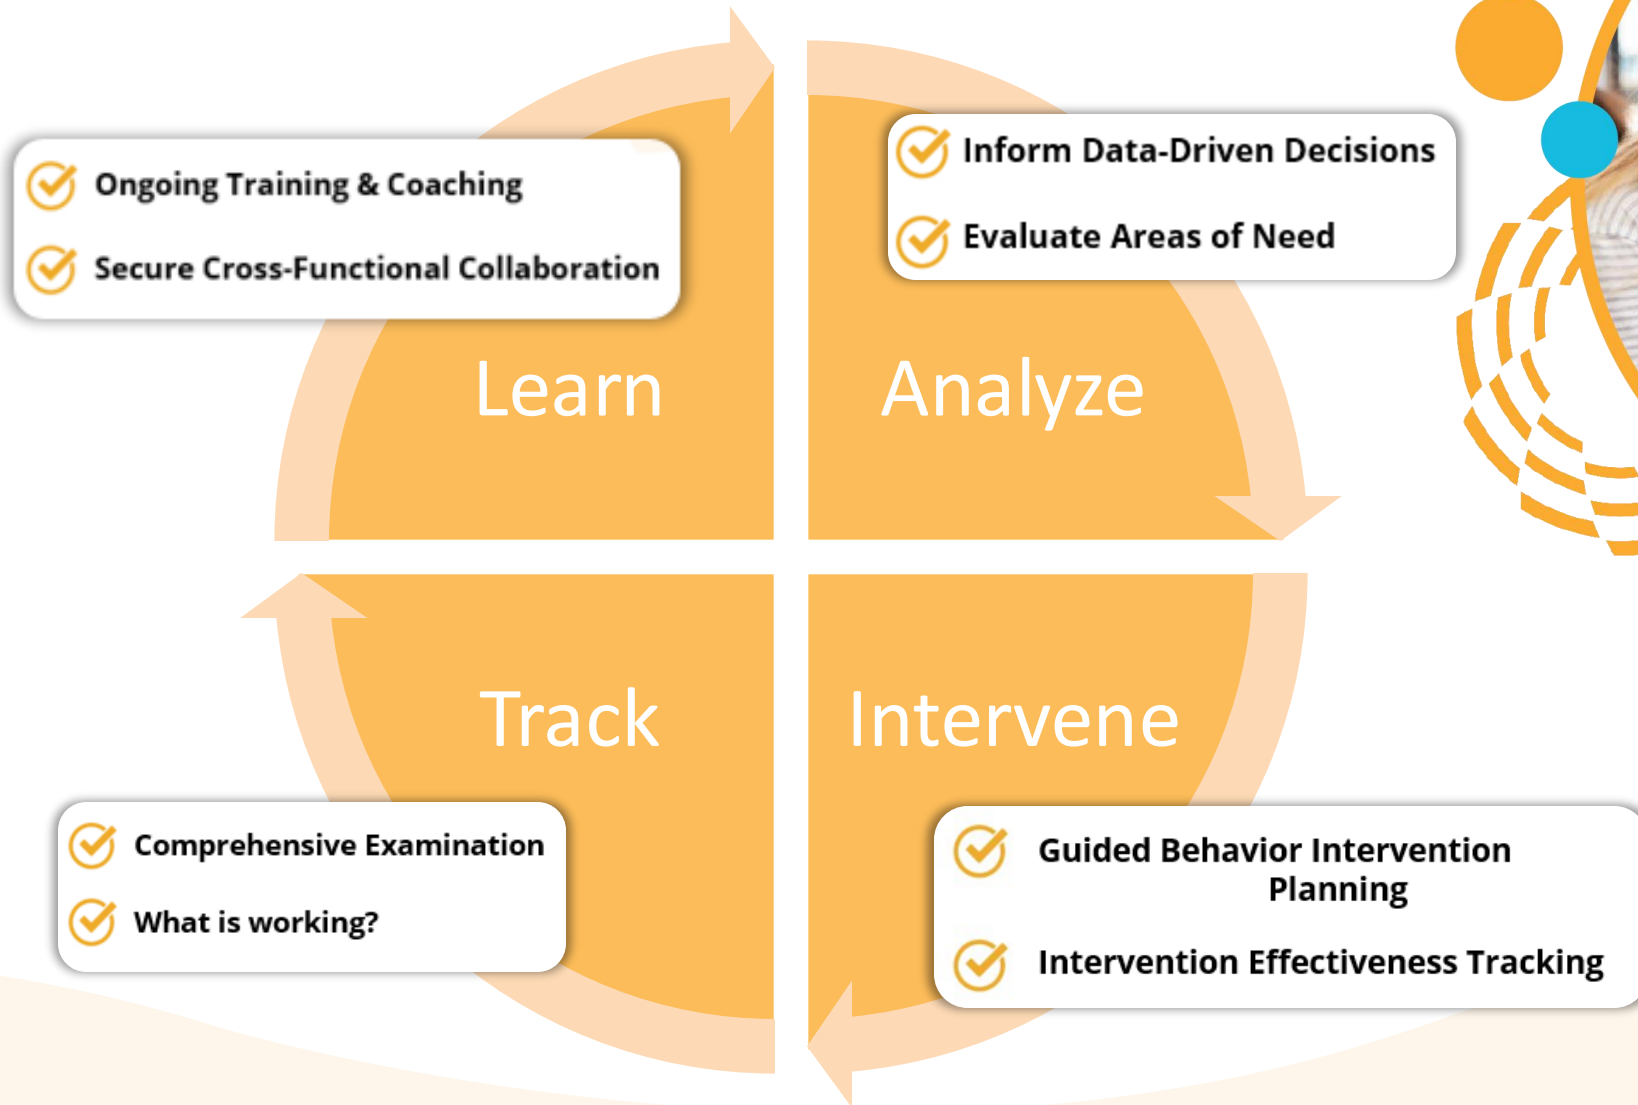 Ongoing Training & Coaching
Secure Cross-Functional Collaboration
Learn
Inform Data-Driven Decisions
Evaluate Areas of Need
Analyze
Track
Comprehensive Examination
What is working?
Intervene
Guided Behavior Intervention
Planning
Intervention Effectiveness Tracking